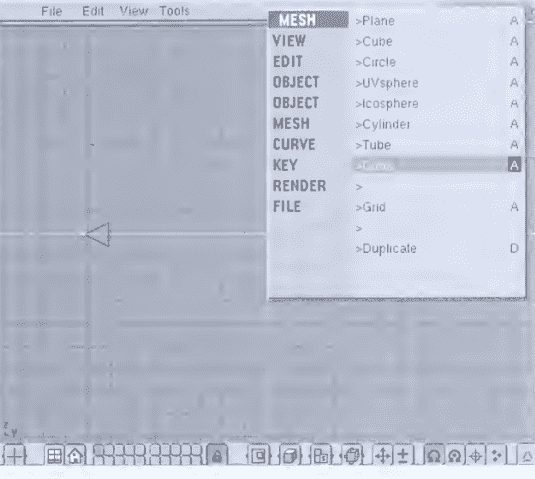 File Edit View Tools
MESH >Plane A
VIEW >Cube A
EDIT >Circle A
OBJECT >UVsphere A
OBJECT >Icosphere A
MESH >Cylinder A
CURVE >Tube A
KEY > A
RENDER >
FILE >Grid A
>
>Duplicate D